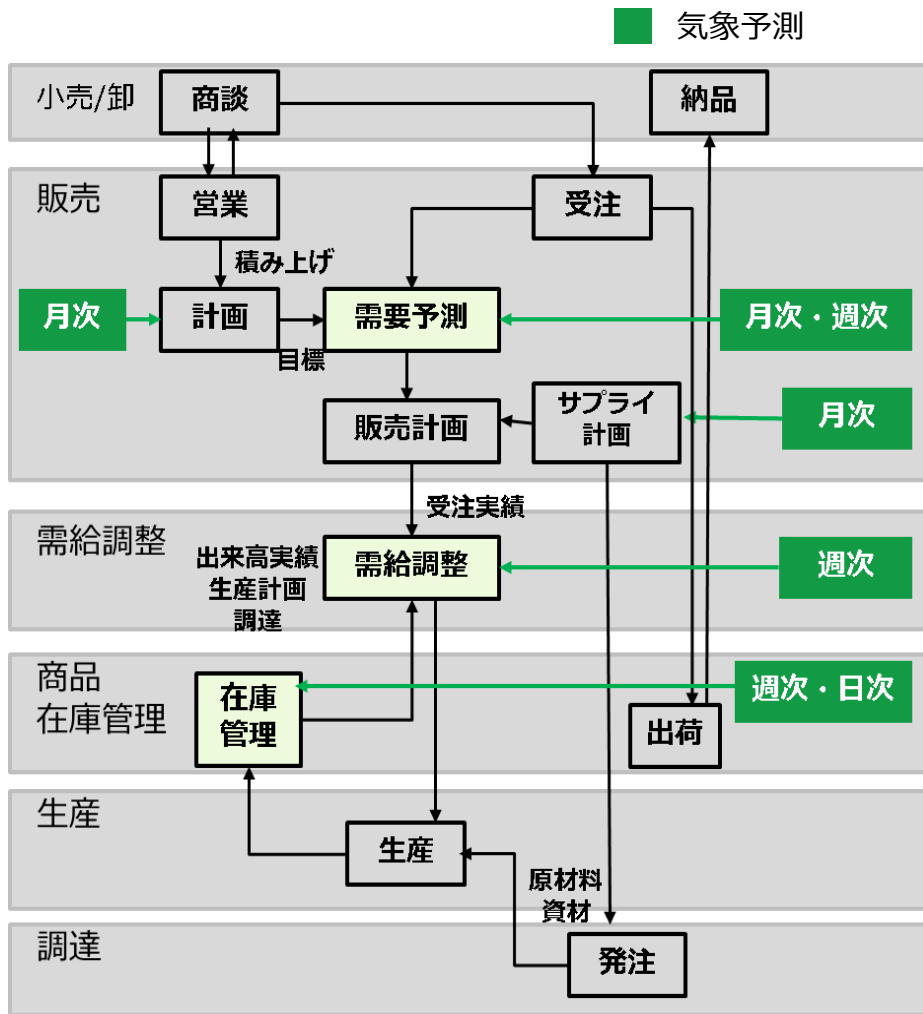 気象予測
小売/卸
商談
納品
販売
営業
受注
積み上げ
月次
計画
需要予測
月次・週次
目標
販売計画
サプライ
計画
月次
受注実績
需給調整
出来高実績
生産計画
調達
需給調整
週次
商品
在庫管理
在庫
管理
週次・日次
出荷
生産
生産
原材料
資材
調達
発注